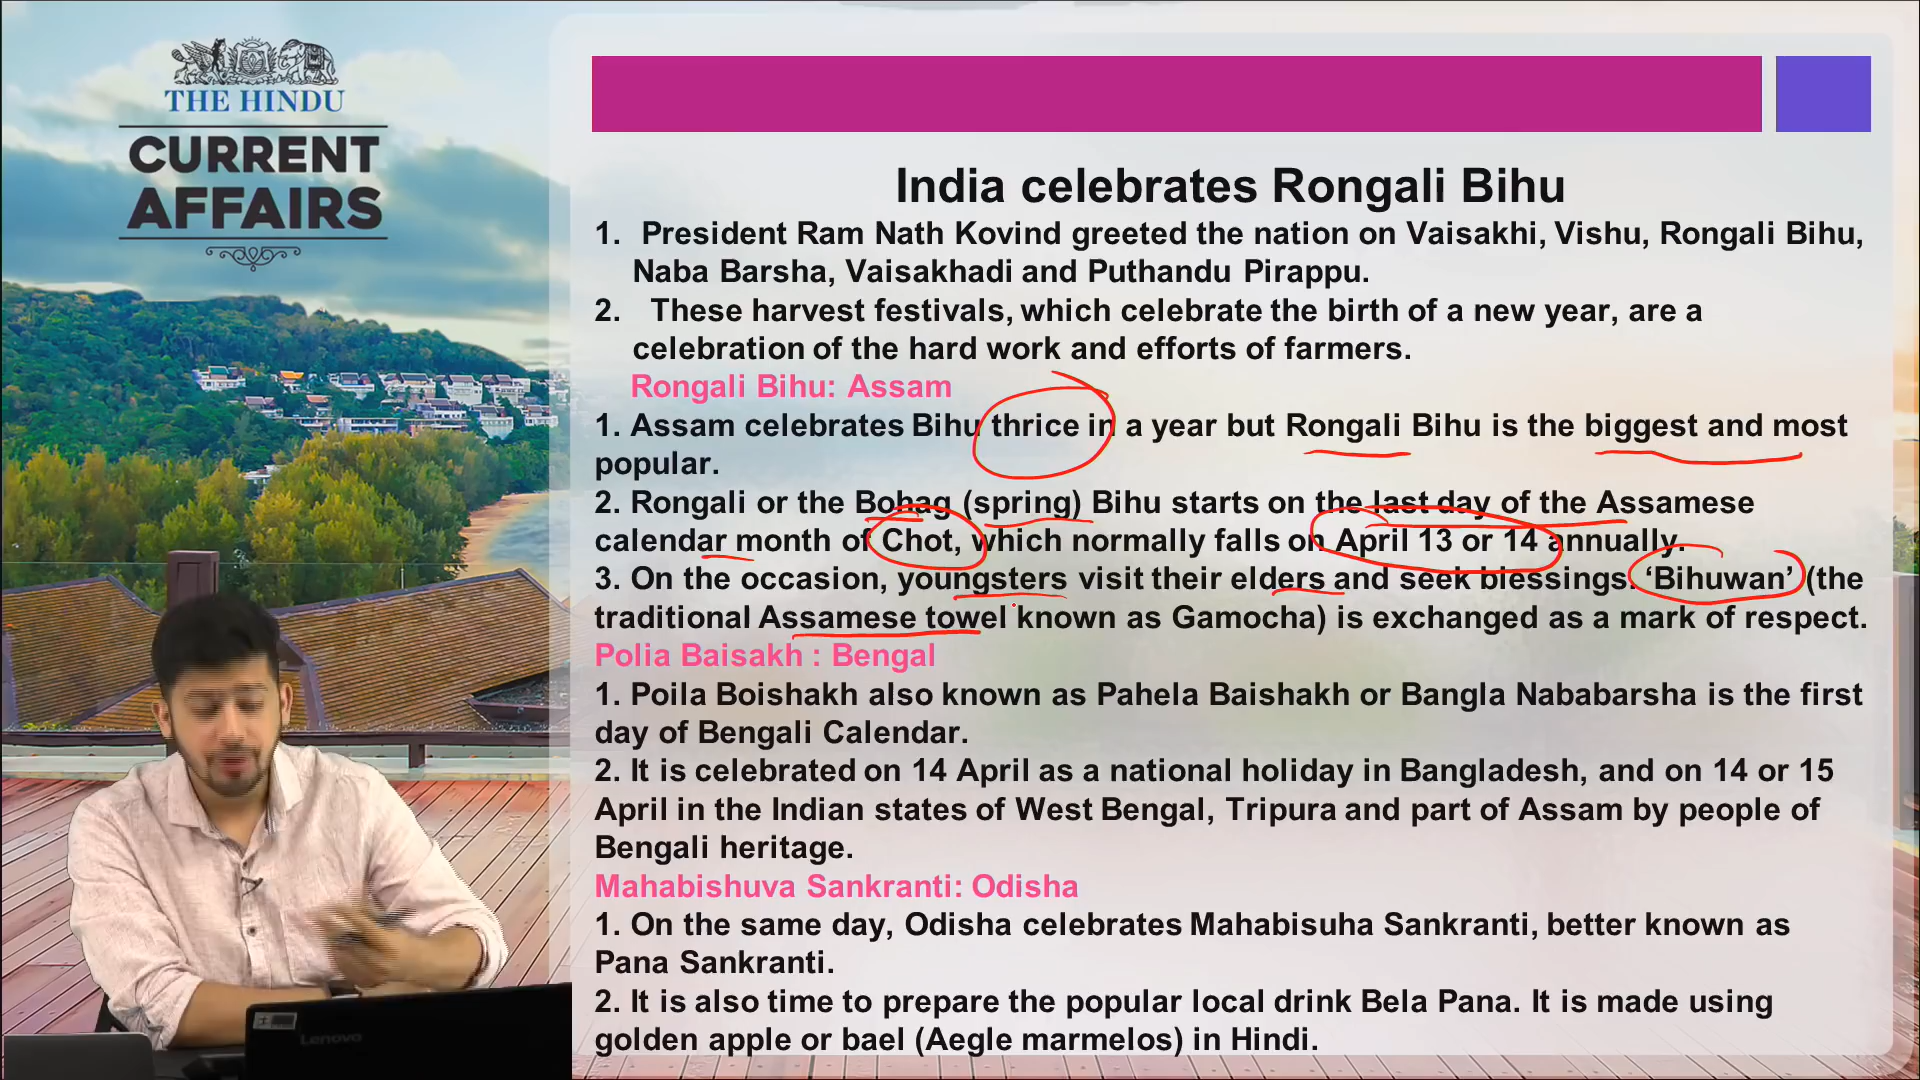 THE HINDU
CURRENT
AFFAIRS
India celebrates Rongali Bihu
1. President Ram Nath Kovind greeted the nation on Vaisakhi, Vishu, Rongali Bihu,
Naba Barsha, Vaisakhadi and Puthandu Pirappu.
2. These harvest festivals, which celebrate the birth of a new year, are a
celebration of the hard work and efforts of farmers.
Rongali Bihu: Assam
1. Assam celebrates Bihu thrice in a year but Rongali Bihu is the biggest and most
popular.
2. Rongali or the Bohag (spring) Bihu starts on the last day of the Assamese
calendar month of Chot, which normally falls on April 13 or 14 annually.
3. On the occasion, youngsters visit their elders and seek blessings. ‘Bihuwan’ (the
traditional Assamese towel known as Gamocha) is exchanged as a mark of respect.
Polia Baisakh : Bengal
1. Poila Boishakh also known as Pahela Baishakh or Bangla Nababarsha is the first
day of Bengali Calendar.
2. It is celebrated on 14 April as a national holiday in Bangladesh, and on 14 or 15
April in the Indian states of West Bengal, Tripura and part of Assam by people of
Bengali heritage.
Mahabishuva Sankranti: Odisha
1. On the same day, Odisha celebrates Mahabisuha Sankranti, better known as
Pana Sankranti.
2. It is also time to prepare the popular local drink Bela Pana. It is made using
golden apple or bael (Aegle marmelos) in Hindi.
Lenovo